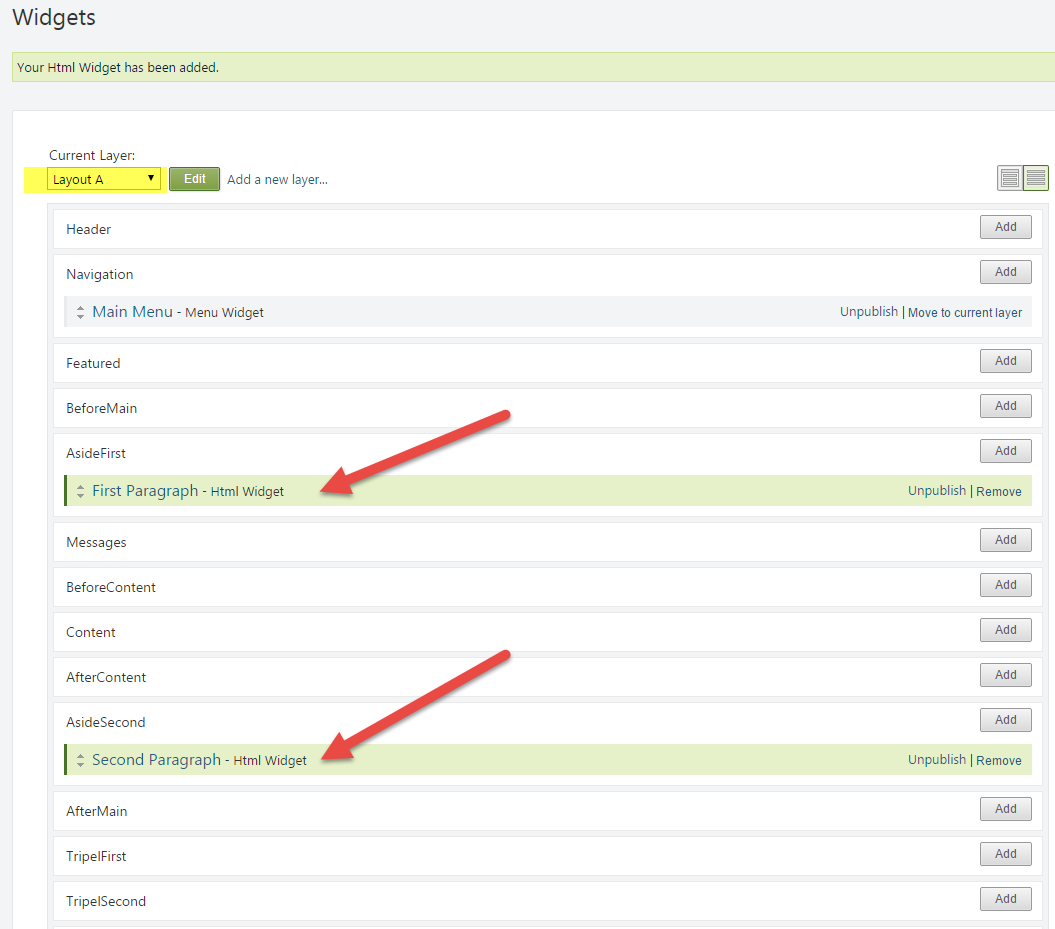 Widgets
Your Html Widget has been added.
Current Layer:
Layout A Edit Add a new layer...
Header Add
Navigation Add
Main Menu - Menu Widget Unpublish | Move to current layer
Featured Add
BeforeMain Add
AsideFirst Add
First Paragraph - Html Widget Unpublish | Remove
Messages Add
BeforeContent Add
Content Add
AfterContent Add
AsideSecond Add
Second Paragraph - Html Widget Unpublish | Remove
AfterMain Add
TripelFirst Add
TripelSecond Add